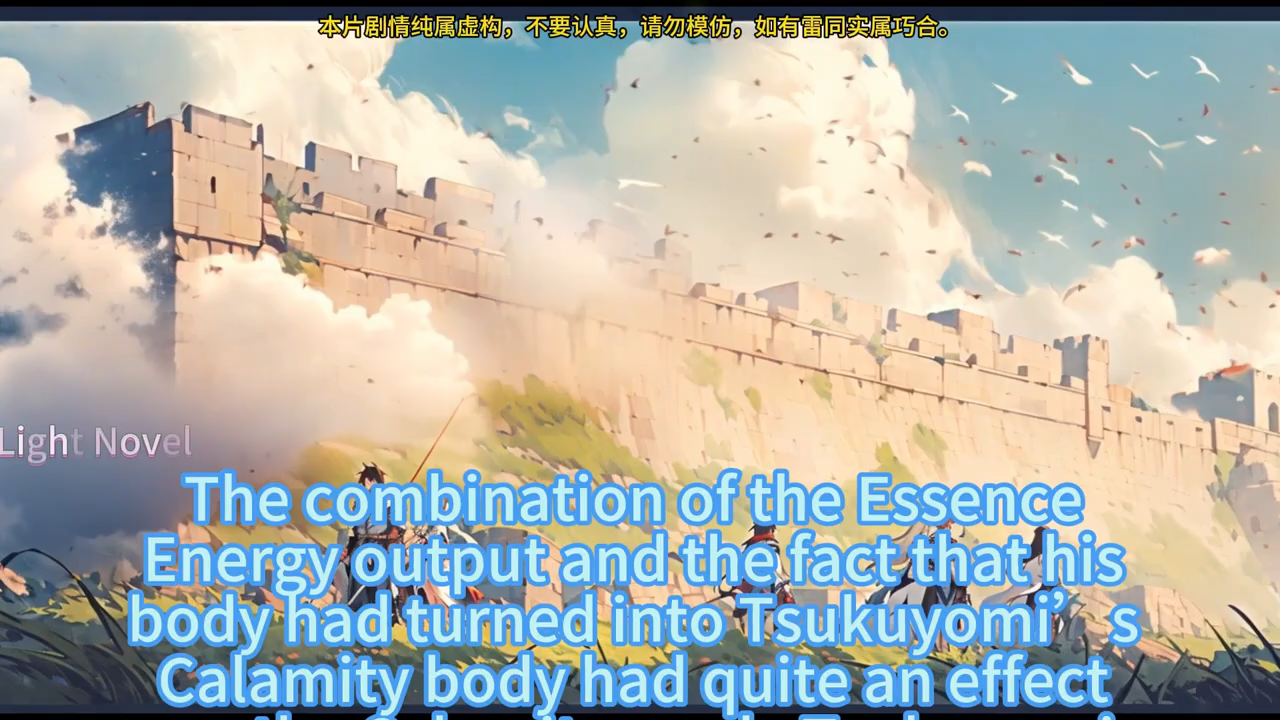 本片剧情纯属虚构，不要认真，请勿模仿，如有雷同实属巧合。
Light Novel
The combination of the Essence
Energy output and the fact that his
body had turned into Tsukuyomi’s
Calamity body had quite an effect